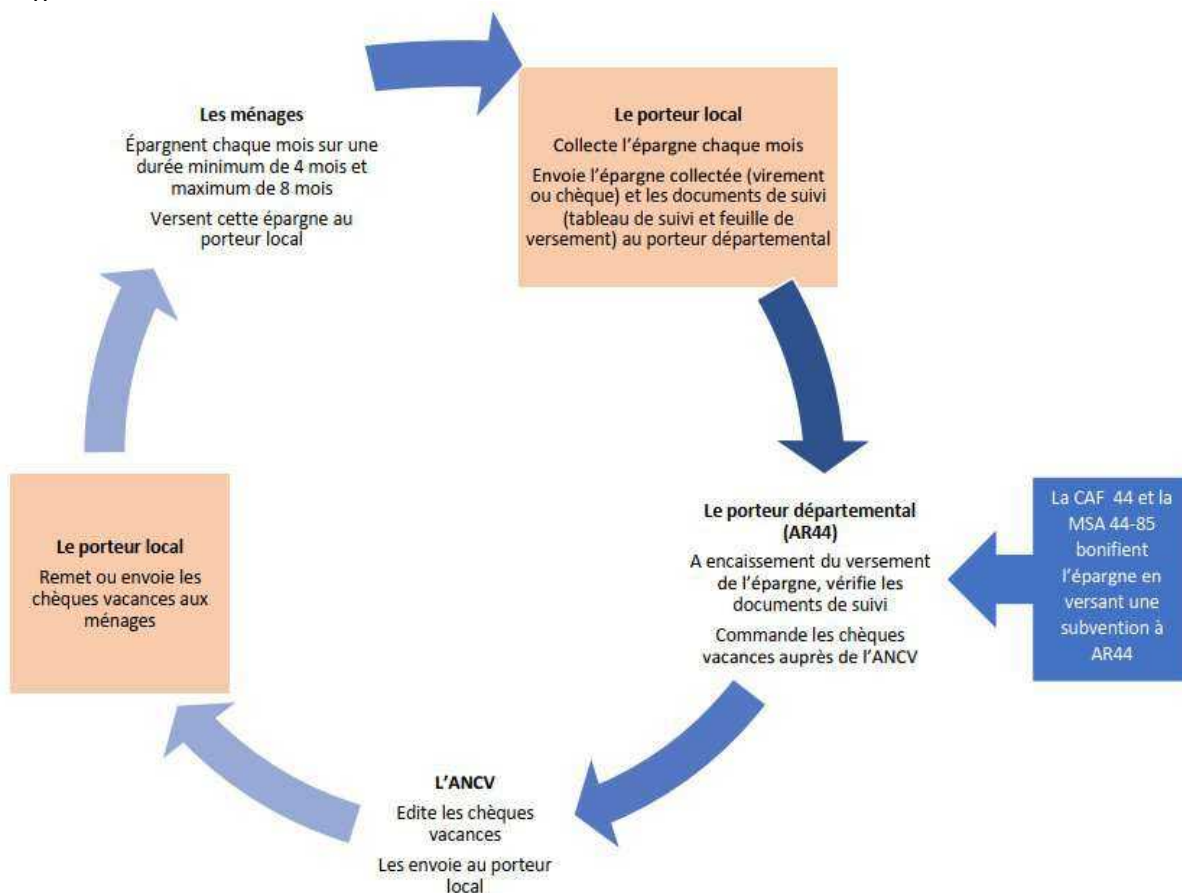 Les ménages
Épargnent chaque mois sur une
durée minimum de 4 mois et
maximum de 8 mois
Versent cette épargne au
porteur local
Le porteur local
Collecte l’épargne chaque mois
Envoie l’épargne collectée (virement
ou chèque) et les documents de suivi
(tableau de suivi et feuille de
versement) au porteur départemental
Le porteur départemental
(AR44)
A encaissement du versement
de l’épargne, vérifie les
documents de suivi
Commande les chèques
vacances auprès de l’ANCV
La CAF 44 et la
MSA 44-85
bonifient
l’épargne en
versant une
subvention à
AR44
L’ANCV
Edite les chèques
vacances
Les envoie au porteur
local
Le porteur local
Remet ou envoie les
chèques vacances aux
ménages